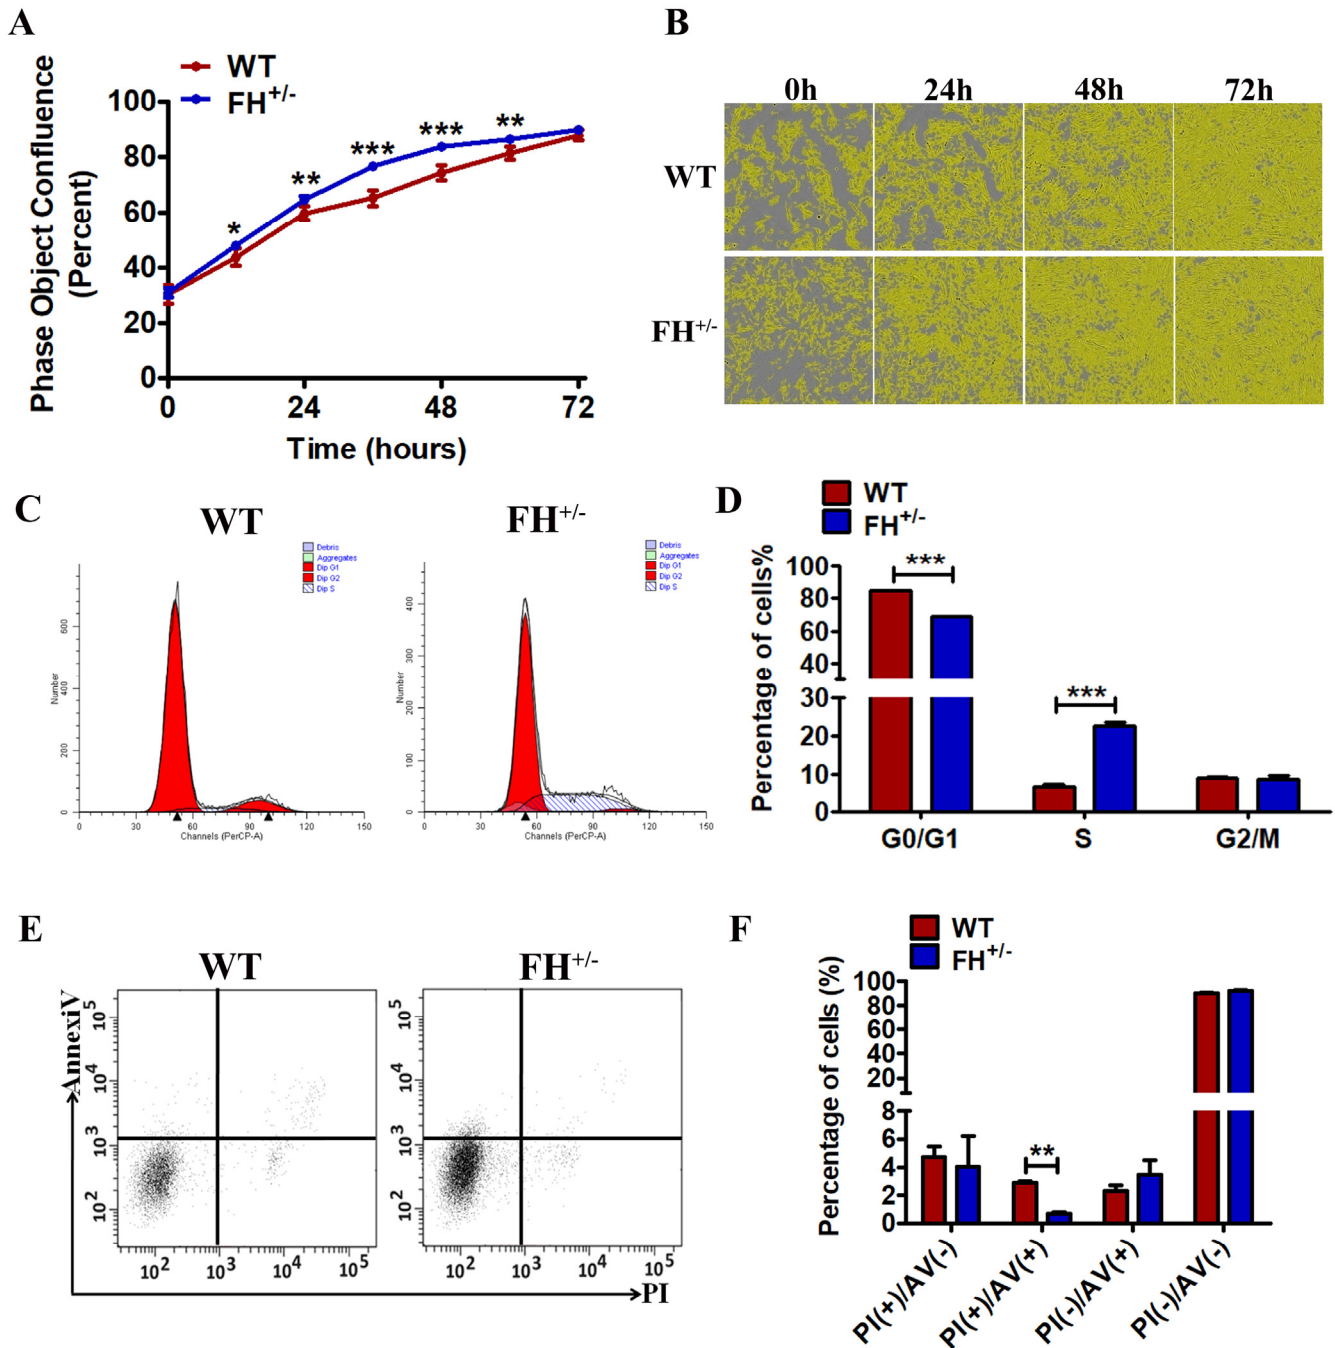 A
WT
FH+/-
Phase Object Confluence
(Percent)
100
80
60
40
20
0
*
**
***
***
**
0
24
48
72
Time (hours)
B
0h
24h
48h
72h
WT
FH+/-
C
WT
FH+/-
Debris
Aggregates
Dip G1
Dip G2
Dip S
Number
600
400
200
0
0
30
60
90
120
150
Channels (PerCP-A)
Debris
Aggregates
Dip G1
Dip G2
Dip S
Number
400
300
200
100
0
0
30
60
90
120
150
Channels (PerCP-A)
D
WT
FH+/-
Percentage of cells%
100
80
60
40
30
20
10
0
***
***
G0/G1
S
G2/M
E
WT
FH+/-
AnnexiV
10^5
10^4
10^3
10^2
10^2
10^3
10^4
10^5
10^5
10^4
10^3
10^2
10^2
10^3
10^4
10^5
PI
F
WT
FH+/-
Percentage of cells (%)
100
80
60
40
20
8
6
4
2
0
**
PI(+)/AV(-)
PI(+)/AV(+)
PI(-)/AV(+)
PI(-)/AV(-)